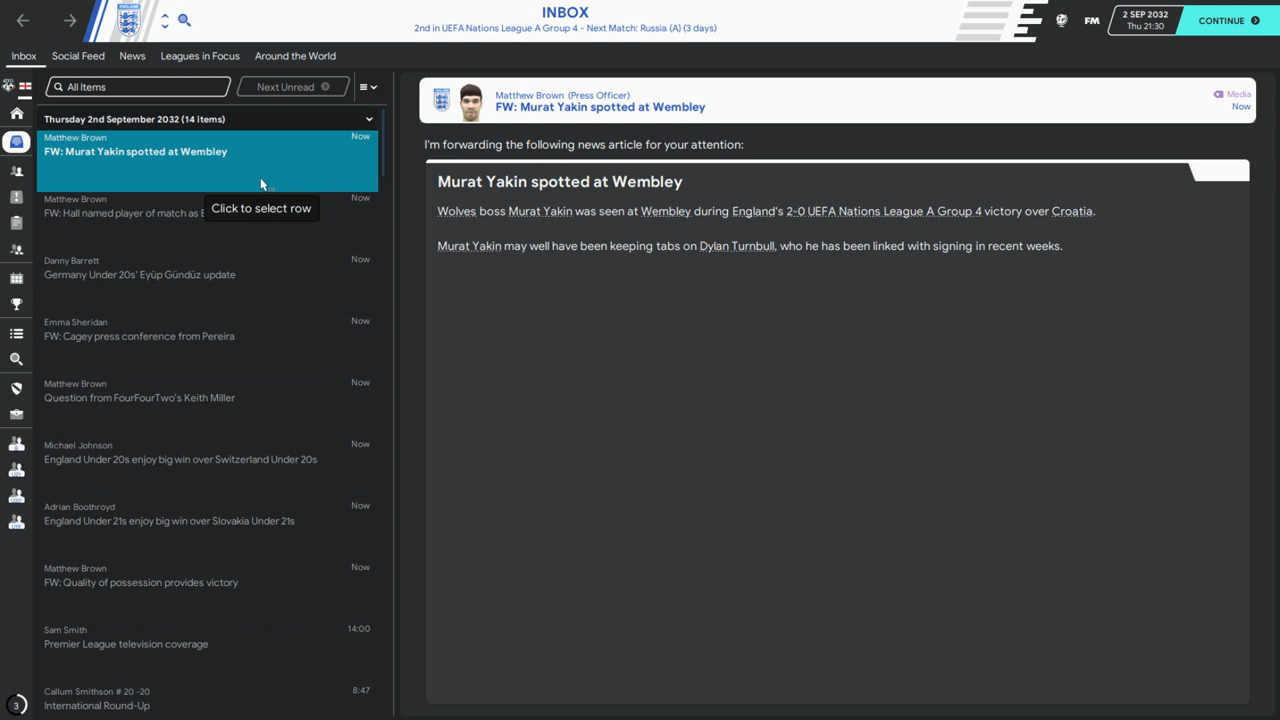 INBOX
2nd in UEFA Nations League A Group 4 - Next Match: Russia (A) (3 days)
FM
2 SEP 2032
Thu 21:30
CONTINUE
Inbox
Social Feed
News
Leagues in Focus
Around the World
All Items
Next Unread
Thursday 2nd September 2032 (14 items)
Matthew Brown
Now
FW: Murat Yakin spotted at Wembley
Click to select row
Matthew Brown
Now
FW: Hall named player of match as E
Danny Barrett
Now
Germany Under 20s' Eyüp Gündüz update
Emma Sheridan
Now
FW: Cagey press conference from Pereira
Matthew Brown
Now
Question from FourFourTwo's Keith Miller
Michael Johnson
Now
England Under 20s enjoy big win over Switzerland Under 20s
Adrian Boothroyd
Now
England Under 21s enjoy big win over Slovakia Under 21s
Matthew Brown
Now
FW: Quality of possession provides victory
Sam Smith
14:00
Premier League television coverage
Callum Smithson # 20 -20
8:47
International Round-Up
3
Matthew Brown (Press Officer)
FW: Murat Yakin spotted at Wembley
Media
Now
I'm forwarding the following news article for your attention:
Murat Yakin spotted at Wembley
Wolves boss Murat Yakin was seen at Wembley during England's 2-0 UEFA Nations League A Group 4 victory over Croatia.
Murat Yakin may well have been keeping tabs on Dylan Turnbull, who he has been linked with signing in recent weeks.